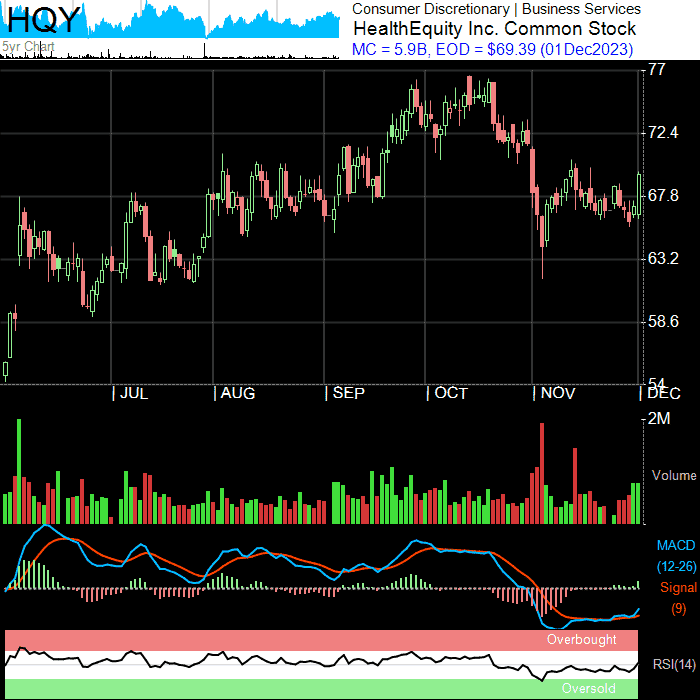 HQY
5yr Chart
Consumer Discretionary | Business Services
HealthEquity Inc. Common Stock
MC = 5.9B, EOD = $69.39 (01Dec2023)
77
72.4
67.8
63.2
58.6
54
JUL AUG SEP OCT NOV DEC
2M
Volume
MACD
(12-26)
Signal
(9)
Overbought
RSI(14)
Oversold